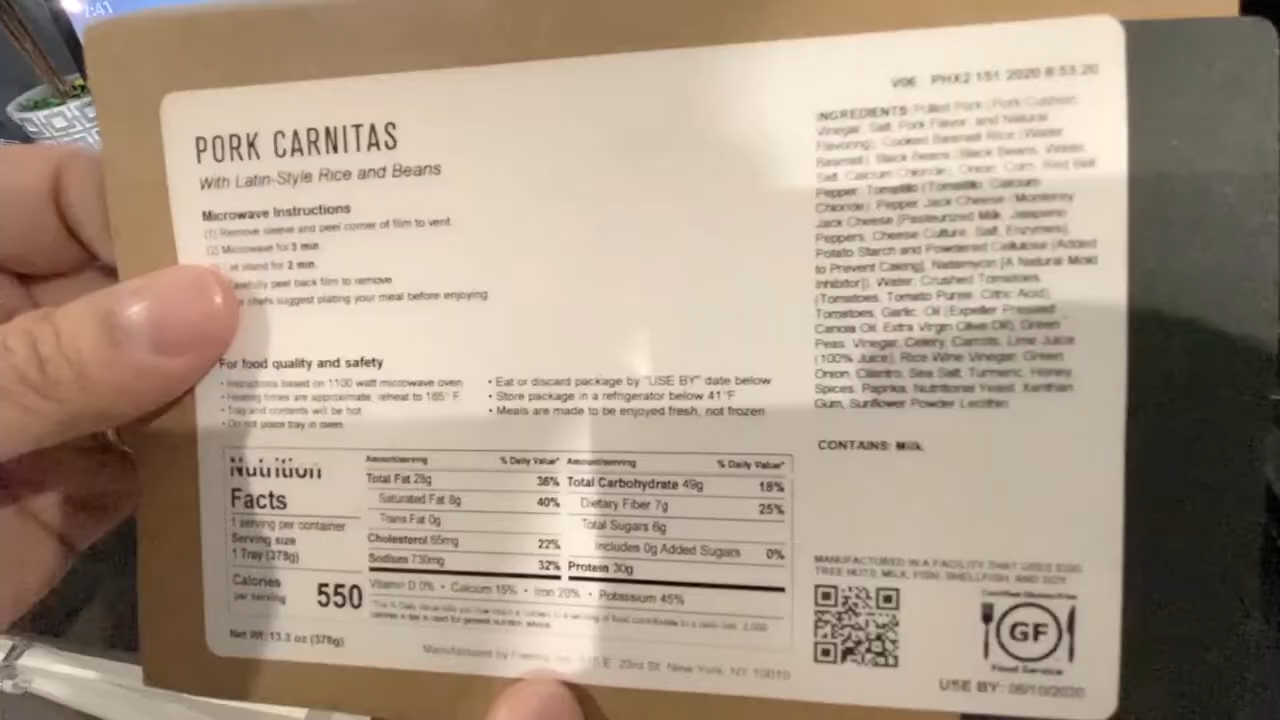 7:41
V96 PHX2 151 2020 8:53:20
PORK CARNITAS
With Latin-Style Rice and Beans
Microwave Instructions
(1) Remove sleeve and peel corner of film to vent.
(2) Microwave for 3 min.
Let stand for 2 min.
Carefully peel back film to remove
chefs suggest plating your meal before enjoying
For food quality and safety
• Instructions based on 1100 watt microwave oven
• Heating times are approximate, reheat to 165° F
• Tray and contents will be hot
• Do not place tray in oven
• Eat or discard package by "USE BY" date below
• Store package in a refrigerator below 41°F
• Meals are made to be enjoyed fresh, not frozen
Nutrition
Facts
1 serving per container
Serving size
1 Tray (378g)
Calories
per serving 550
Amount/serving % Daily Value*
Total Fat 28g 36%
Saturated Fat 8g 40%
Trans Fat 0g
Cholesterol 65mg 22%
Sodium 730mg 32%
Amount/serving % Daily Value*
Total Carbohydrate 49g 18%
Dietary Fiber 7g 25%
Total Sugars 6g
Includes 0g Added Sugars 0%
Protein 30g
Vitamin D 0% • Calcium 15% • Iron 20% • Potassium 45%
Net Wt: 13.3 oz (378g)
Manufactured by E. 23rd St. New York, NY 10010
INGREDIENTS: Pulled Pork (Pork Cushion,
Vinegar, Salt, Pork Flavor, and Natural
Flavoring), Cooked Basmati Rice (Water,
Basmati), Black Beans (Black Beans, Water,
Salt, Calcium Chloride), Onion, Corn, Red Bell
Pepper, Tomatillo (Tomatillo, Calcium
Chloride), Pepper Jack Cheese (Monterey
Jack Cheese [Pasteurized Milk, Jalapeno
Peppers, Cheese Culture, Salt, Enzymes],
Potato Starch and Powdered Cellulose [Added
to Prevent Caking], Natamycin [A Natural Mold
Inhibitor]), Water, Crushed Tomatoes
(Tomatoes, Tomato Puree, Citric Acid),
Tomatoes, Garlic, Oil (Expeller Pressed
Canola Oil, Extra Virgin Olive Oil), Green
Peas, Vinegar, Celery, Carrots, Lime Juice
(100% Juice), Rice Wine Vinegar, Green
Onion, Cilantro, Sea Salt, Turmeric, Honey,
Spices, Paprika, Nutritional Yeast, Xanthan
Gum, Sunflower Powder Lecithin
CONTAINS: Milk.
MANUFACTURED IN A FACILITY THAT USES EGG,
TREE NUTS, MILK, FISH, SHELLFISH, AND SOY
Certified Gluten-Free
GF
Food Service
USE BY: 06/10/2020